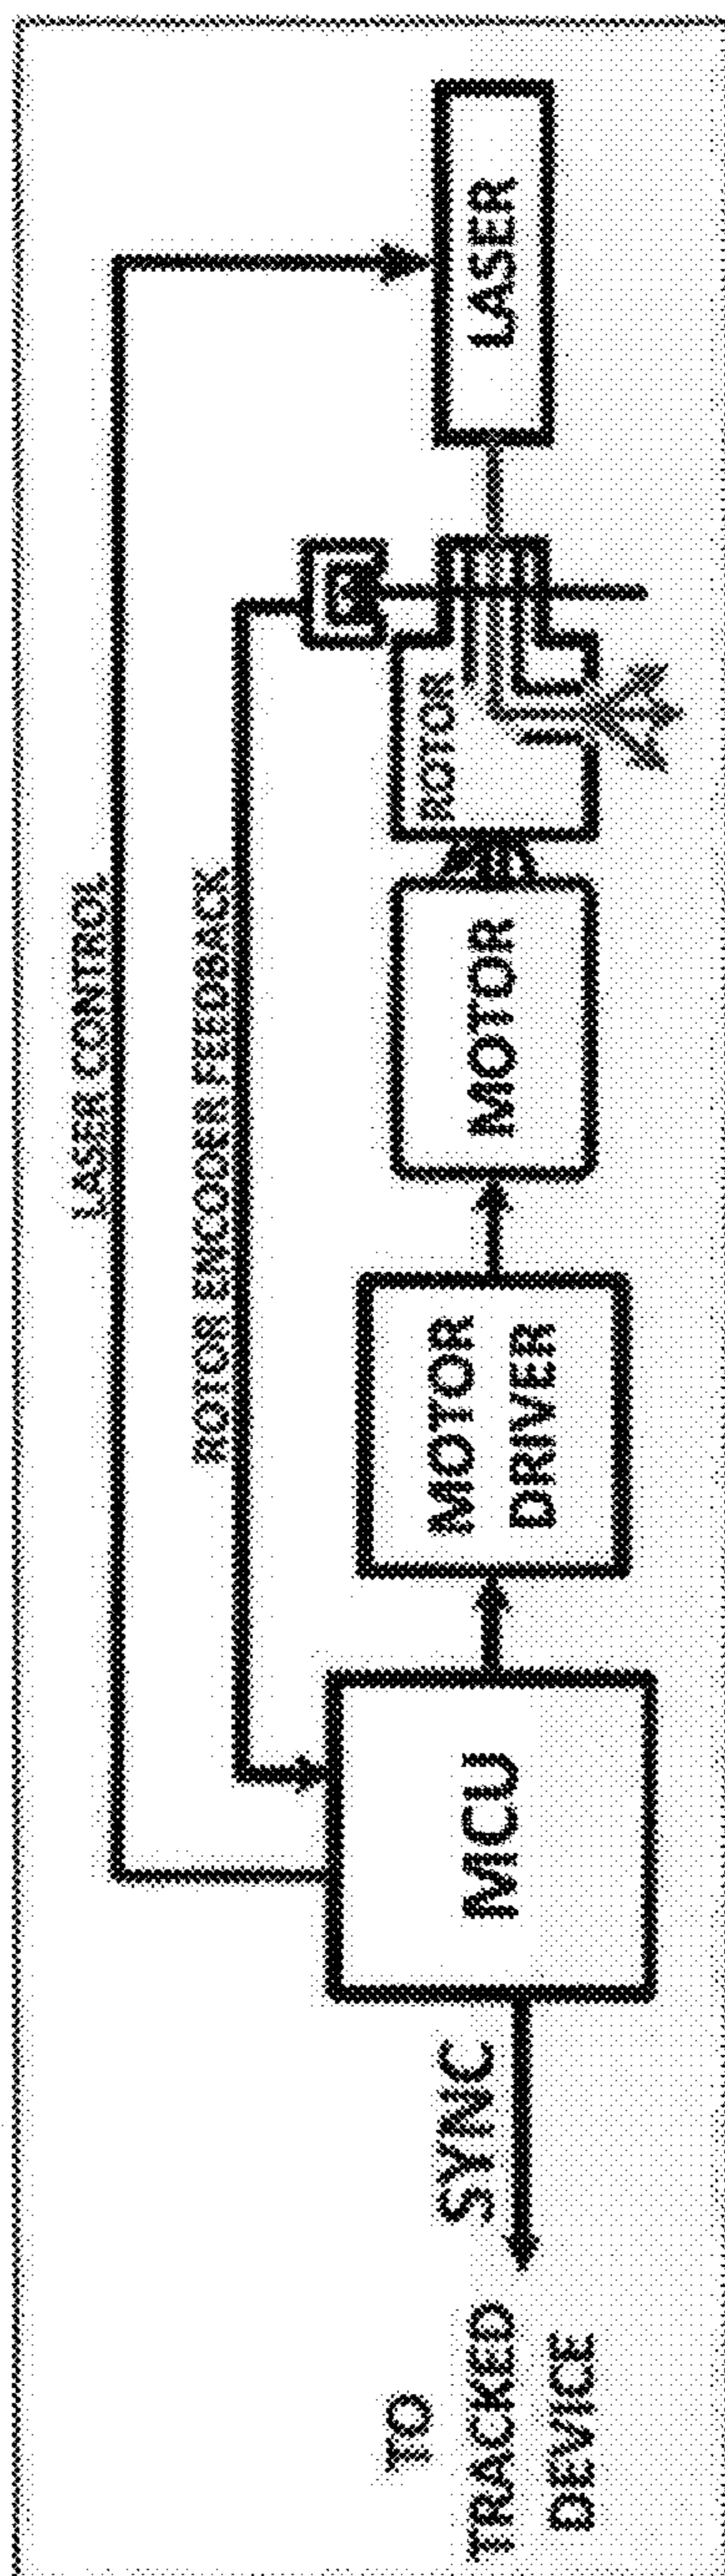 LASER CONTROL
ROTOR ENCODER FEEDBACK
TO
TRACKED
DEVICE
SYNC
MCU
MOTOR
DRIVER
MOTOR
ROTOR
LASER